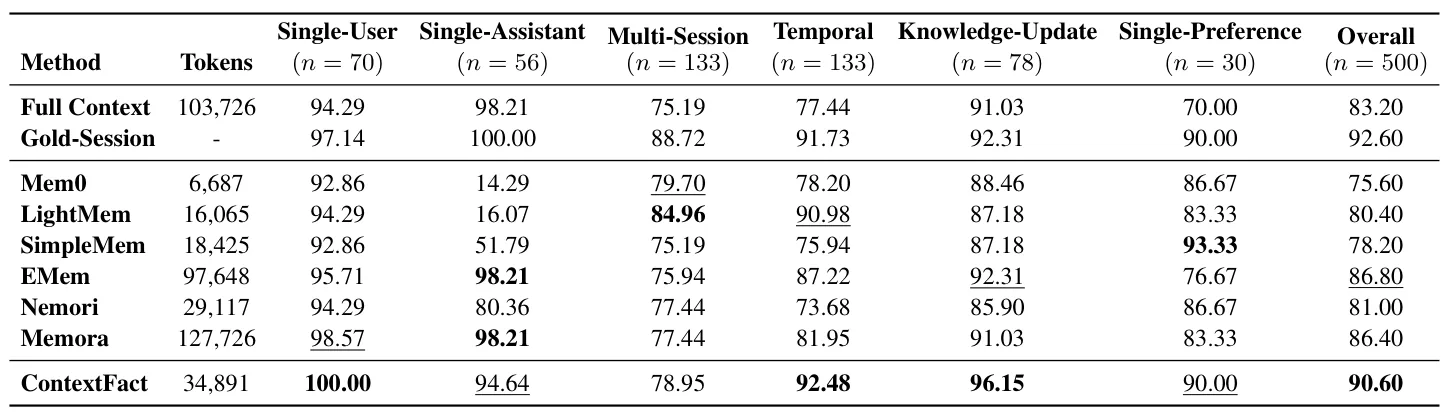 Method Tokens Single-User (n = 70) Single-Assistant (n = 56) Multi-Session (n = 133) Temporal (n = 133) Knowledge-Update (n = 78) Single-Preference (n = 30) Overall (n = 500)
Full Context 103,726 94.29 98.21 75.19 77.44 91.03 70.00 83.20
Gold-Session - 97.14 100.00 88.72 91.73 92.31 90.00 92.60
Mem0 6,687 92.86 14.29 79.70 78.20 88.46 86.67 75.60
LightMem 16,065 94.29 16.07 84.96 90.98 87.18 83.33 80.40
SimpleMem 18,425 92.86 51.79 75.19 75.94 87.18 93.33 78.20
EMem 97,648 95.71 98.21 75.94 87.22 92.31 76.67 86.80
Nemori 29,117 94.29 80.36 77.44 73.68 85.90 86.67 81.00
Memora 127,726 98.57 98.21 77.44 81.95 91.03 83.33 86.40
ContextFact 34,891 100.00 94.64 78.95 92.48 96.15 90.00 90.60